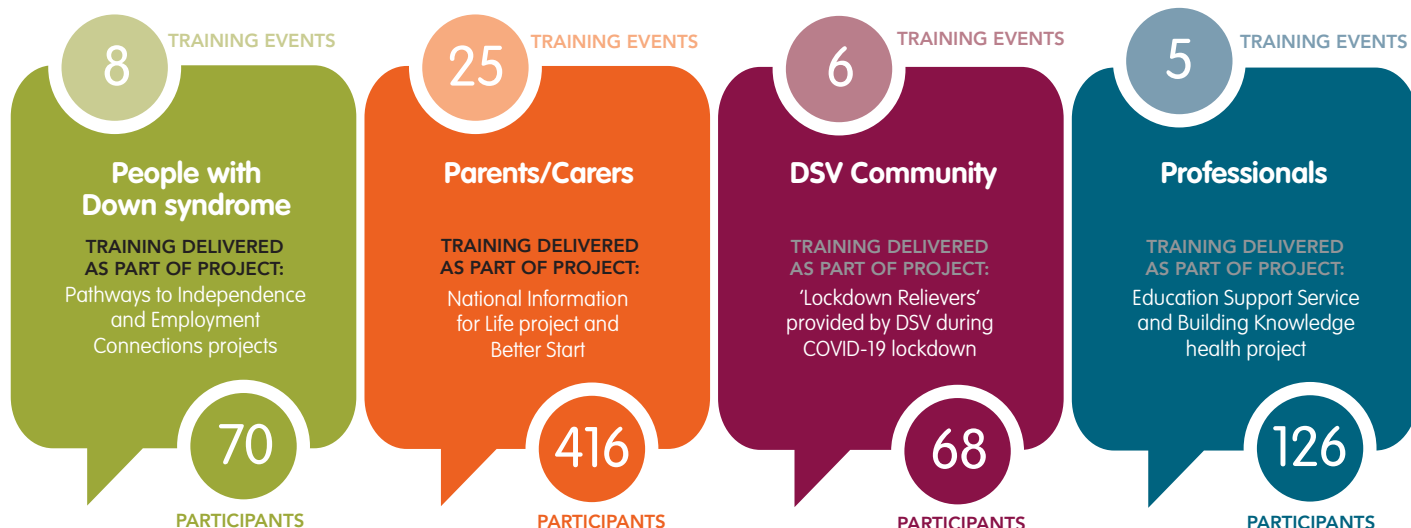 8
TRAINING EVENTS
People with
Down syndrome
TRAINING DELIVERED
AS PART OF PROJECT:
Pathways to Independence
and Employment
Connections projects
70
PARTICIPANTS
25
TRAINING EVENTS
Parents/Carers
TRAINING DELIVERED
AS PART OF PROJECT:
National Information
for Life project and
Better Start
416
PARTICIPANTS
6
TRAINING EVENTS
DSV Community
TRAINING DELIVERED
AS PART OF PROJECT:
‘Lockdown Relievers’
provided by DSV during
COVID-19 lockdown
68
PARTICIPANTS
5
TRAINING EVENTS
Professionals
TRAINING DELIVERED
AS PART OF PROJECT:
Education Support Service
and Building Knowledge
health project
126
PARTICIPANTS